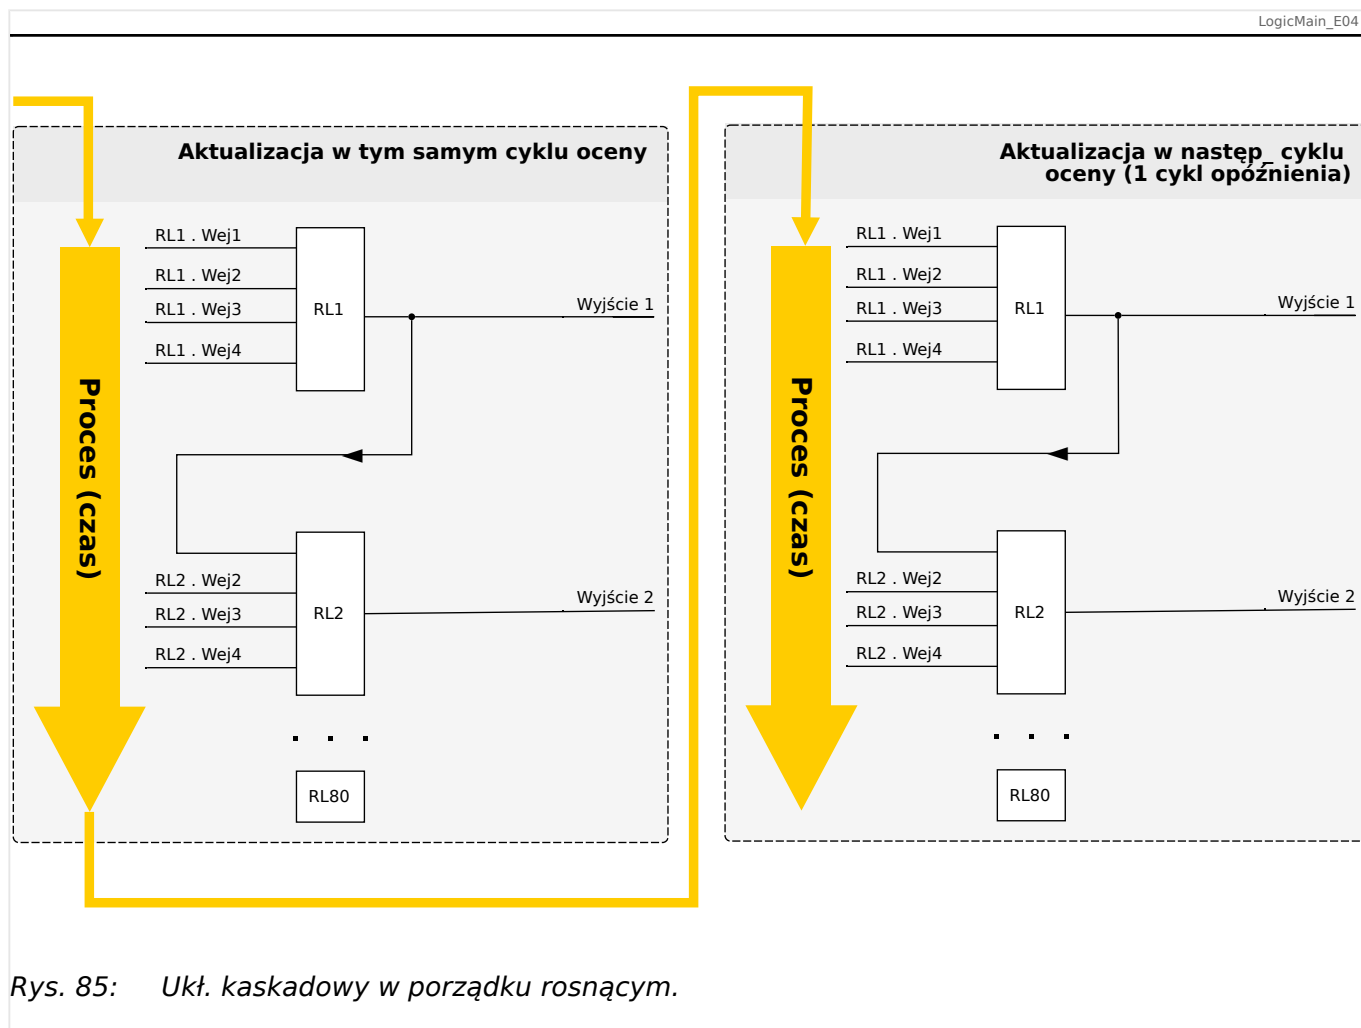 LogicMain_E04
Aktualizacja w tym samym cyklu oceny
RL1 . Wej1
RL1 . Wej2
RL1 . Wej3
RL1 . Wej4
RL1
Wyjście 1
Proces (czas)
RL2 . Wej2
RL2 . Wej3
RL2 . Wej4
RL2
Wyjście 2
. . .
RL80
Aktualizacja w następ_ cyklu
oceny (1 cykl opóźnienia)
RL1 . Wej1
RL1 . Wej2
RL1 . Wej3
RL1 . Wej4
RL1
Wyjście 1
Proces (czas)
RL2 . Wej2
RL2 . Wej3
RL2 . Wej4
RL2
Wyjście 2
. . .
RL80
Rys. 85: Ukł. kaskadowy w porządku rosnącym.